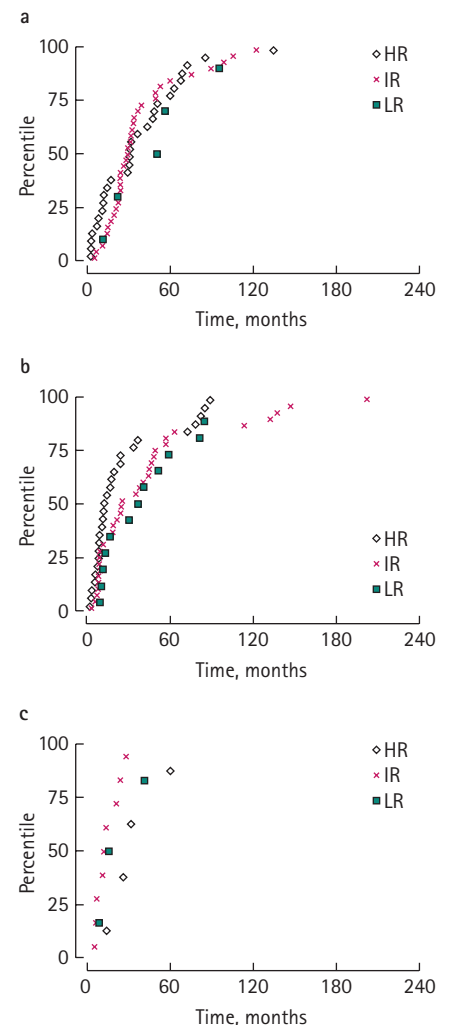 a
100
75
50
25
0
Percentile
HR
IR
LR
0 60 120 180 240
Time, months
b
100
75
50
25
0
Percentile
HR
IR
LR
0 60 120 180 240
Time, months
c
100
75
50
25
0
Percentile
HR
IR
LR
0 60 120 180 240
Time, months